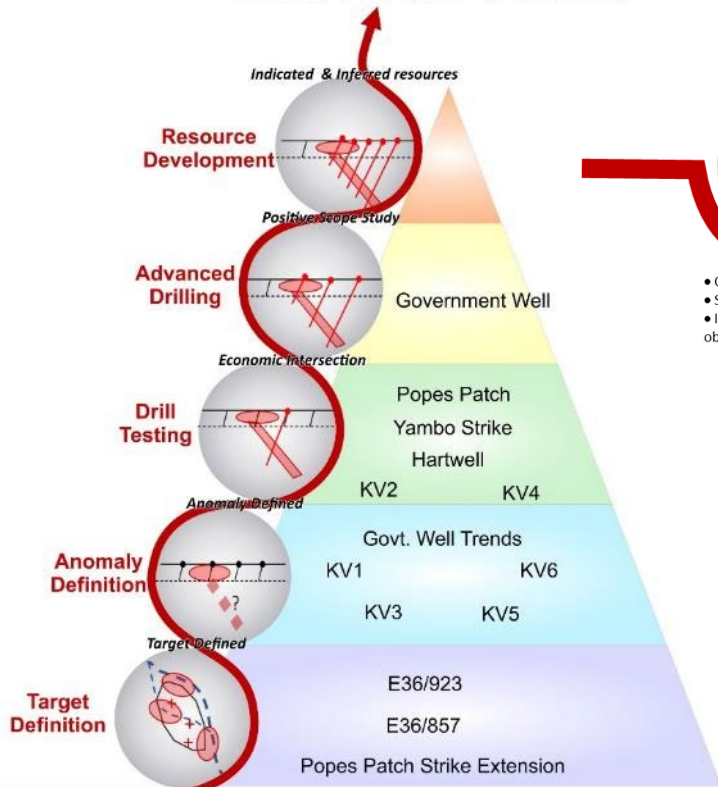 Indicated & Inferred resources
Resource
Development
Positive Scope Study
Advanced
Drilling
Government Well
Economic Intersection
Drill
Testing
Popes Patch
Yambo Strike
Hartwell
KV2 KV4
Anomaly Defined
Anomaly
Definition
Govt. Well Trends
KV1 KV6
KV3 KV5
?
Target Defined
Target
Definition
E36/923
E36/857
Popes Patch Strike Extension